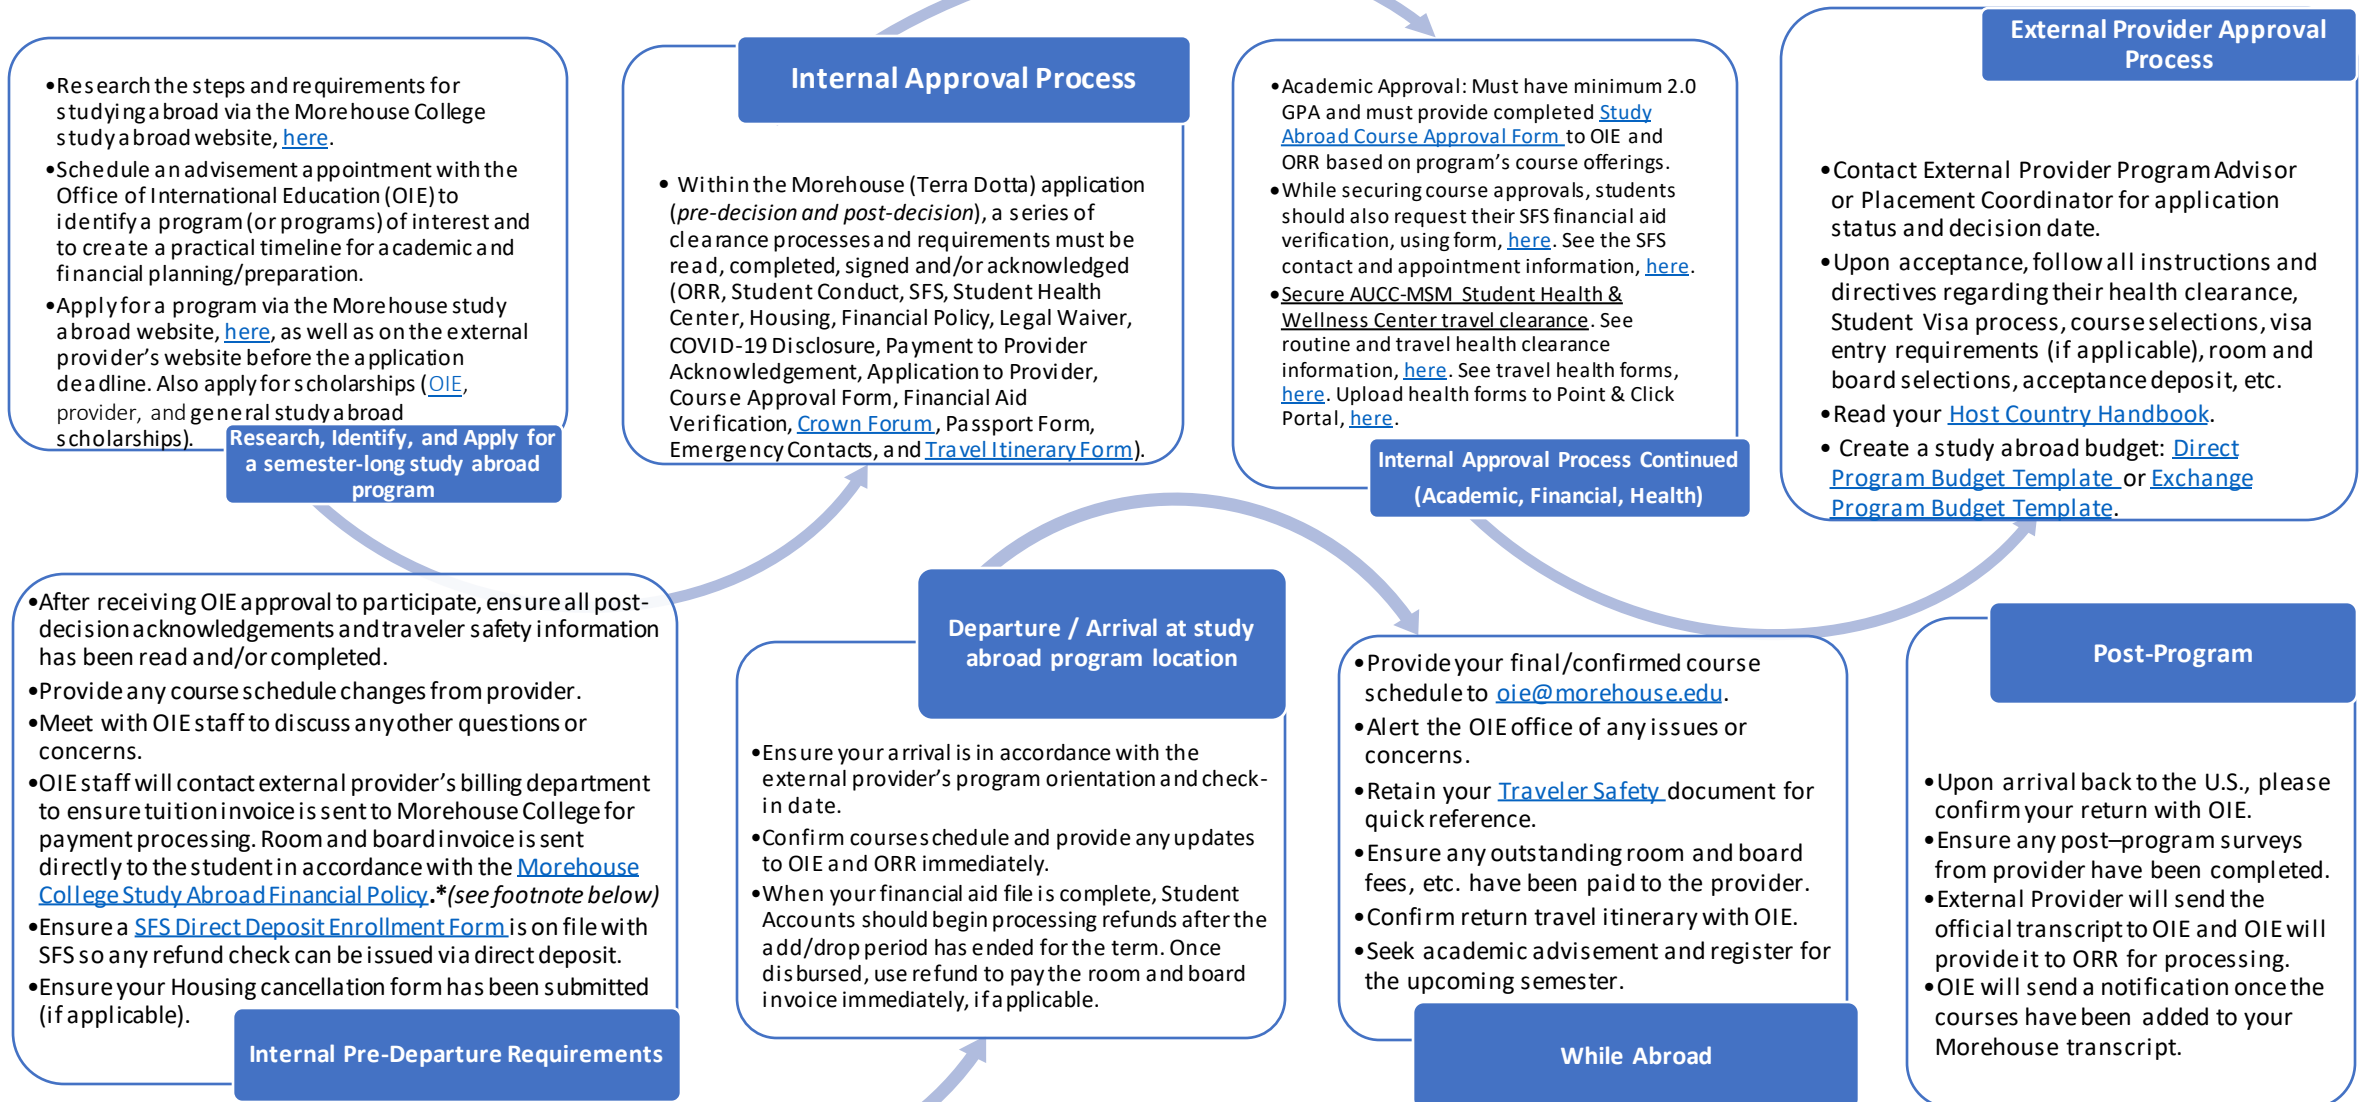 •Research the steps and requirements for
studying abroad via the Morehouse College
study abroad website, here.
•Schedule an advisement appointment with the
Office of International Education (OIE) to
identify a program (or programs) of interest and
to create a practical timeline for academic and
financial planning/preparation.
•Apply for a program via the Morehouse study
abroad website, here, as well as on the external
provider's website before the application
deadline. Also apply for scholarships (OIE,
provider, and general study abroad
scholarships).
Research, Identify, and Apply for
a semester-long study abroad
program
Internal Approval Process
• Within the Morehouse (Terra Dotta) application
(pre-decision and post-decision), a series of
clearance processes and requirements must be
read, completed, signed and/or acknowledged
(ORR, Student Conduct, SFS, Student Health
Center, Housing, Financial Policy, Legal Waiver,
COVID-19 Disclosure, Payment to Provider
Acknowledgement, Application to Provider,
Course Approval Form, Financial Aid
Verification, Crown Forum, Passport Form,
Emergency Contacts, and Travel Itinerary Form).
•Academic Approval: Must have minimum 2.0
GPA and must provide completed Study
Abroad Course Approval Form to OIE and
ORR based on program's course offerings.
•While securing course approvals, students
should also request their SFS financial aid
verification, using form, here. See the SFS
contact and appointment information, here.
•Secure AUCC-MSM Student Health &
Wellness Center travel clearance. See
routine and travel health clearance
information, here. See travel health forms,
here. Upload health forms to Point & Click
Portal, here.
Internal Approval Process Continued
(Academic, Financial, Health)
External Provider Approval
Process
•Contact External Provider Program Advisor
or Placement Coordinator for application
status and decision date.
•Upon acceptance, follow all instructions and
directives regarding their health clearance,
Student Visa process, course selections, visa
entry requirements (if applicable), room and
board selections, acceptance deposit, etc.
•Read your Host Country Handbook.
• Create a study abroad budget: Direct
Program Budget Template or Exchange
Program Budget Template.
•After receiving OIE approval to participate, ensure all post-
decision acknowledgements and traveler safety information
has been read and/or completed.
•Provide any course schedule changes from provider.
•Meet with OIE staff to discuss any other questions or
concerns.
•OIE staff will contact external provider's billing department
to ensure tuition invoice is sent to Morehouse College for
payment processing. Room and board invoice is sent
directly to the student in accordance with the Morehouse
College Study Abroad Financial Policy.*(see footnote below)
•Ensure a SFS Direct Deposit Enrollment Form is on file with
SFS so any refund check can be issued via direct deposit.
•Ensure your Housing cancellation form has been submitted
(if applicable).
Internal Pre-Departure Requirements
Departure / Arrival at study
abroad program location
•Ensure your arrival is in accordance with the
external provider's program orientation and check-
in date.
•Confirm course schedule and provide any updates
to OIE and ORR immediately.
•When your financial aid file is complete, Student
Accounts should begin processing refunds after the
add/drop period has ended for the term. Once
disbursed, use refund to pay the room and board
invoice immediately, if applicable.
•Provide your final/confirmed course
schedule to oie@morehouse.edu.
•Alert the OIE office of any issues or
concerns.
•Retain your Traveler Safety document for
quick reference.
•Ensure any outstanding room and board
fees, etc. have been paid to the provider.
•Confirm return travel itinerary with OIE.
•Seek academic advisement and register for
the upcoming semester.
While Abroad
Post-Program
•Upon arrival back to the U.S., please
confirm your return with OIE.
•Ensure any post–program surveys
from provider have been completed.
•External Provider will send the
official transcript to OIE and OIE will
provide it to ORR for processing.
•OIE will send a notification once the
courses have been added to your
Morehouse transcript.